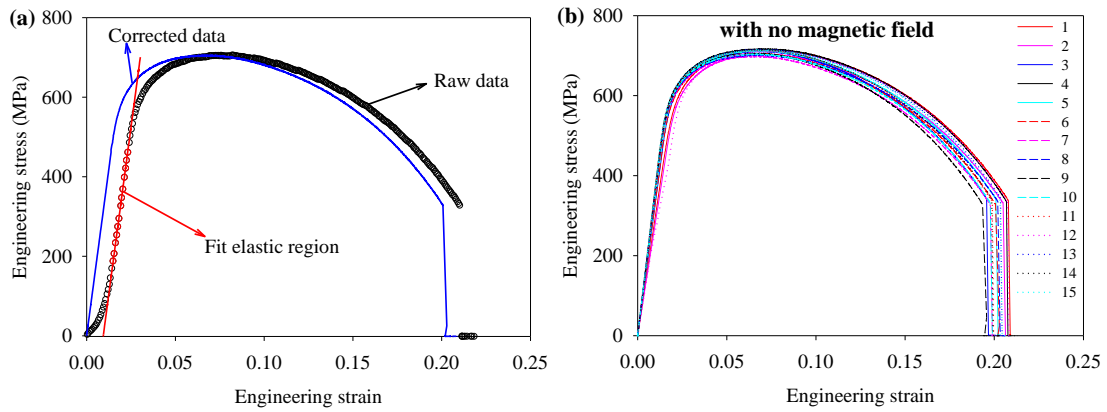 (a)
800
600
400
200
0
Engineering stress (MPa)
Corrected data
Raw data
Fit elastic region
0.00 0.05 0.10 0.15 0.20 0.25
Engineering strain
(b)
with no magnetic field
800
600
400
200
0
Engineering stress (MPa)
1
2
3
4
5
6
7
8
9
10
11
12
13
14
15
0.00 0.05 0.10 0.15 0.20 0.25
Engineering strain